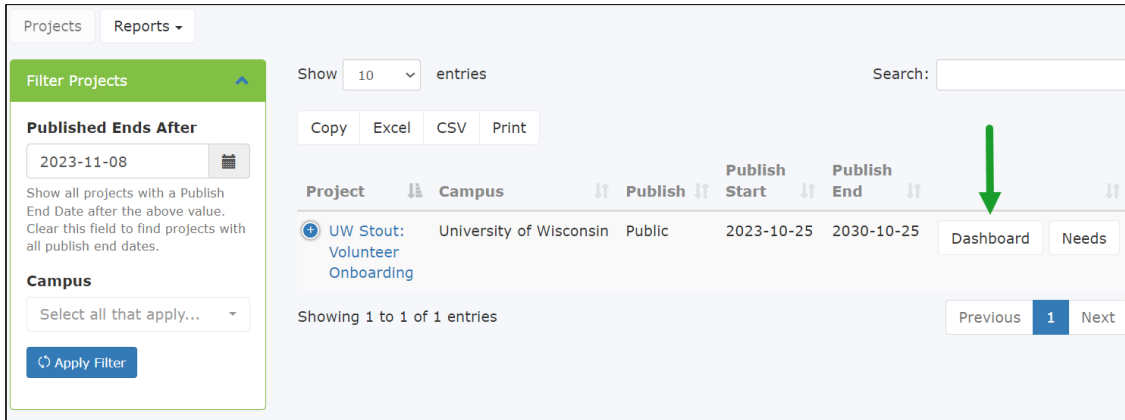 Projects Reports
Filter Projects
Published Ends After
2023-11-08
Show all projects with a Publish
End Date after the above value.
Clear this field to find projects with
all publish end dates.
Campus
Select all that apply...
Apply Filter
Show 10 entries
Search:
Copy Excel CSV Print
Project Campus Publish Publish Start Publish End
UW Stout: University of Wisconsin Public 2023-10-25 2030-10-25 Dashboard Needs
Volunteer
Onboarding
Showing 1 to 1 of 1 entries
Previous 1 Next